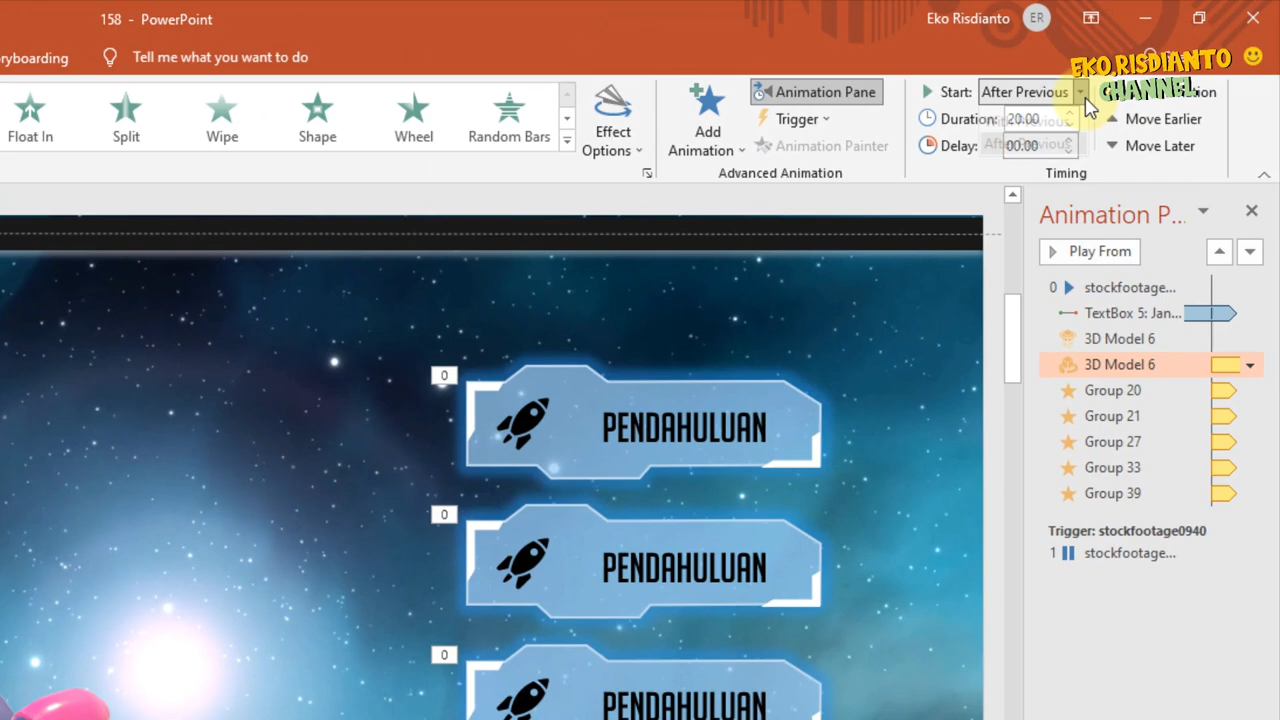 158 - PowerPoint
Eko Risdianto
ER
ryboarding
Tell me what you want to do
EKO,RISDIANTO
CHANNEL
Float In
Split
Wipe
Shape
Wheel
Random Bars
Effect
Options
Add
Animation
Animation Pane
Trigger
Animation Painter
Advanced Animation
Start: After Previous
Duration: 20.00
Delay: 00.00
Move Earlier
Move Later
Timing
Animation P...
Play From
0 stockfootage...
TextBox 5: Jan...
3D Model 6
3D Model 6
Group 20
Group 21
Group 27
Group 33
Group 39
Trigger: stockfootage0940
1 stockfootage...
0
PENDAHULUAN
0
PENDAHULUAN
0
PENDAHULUAN